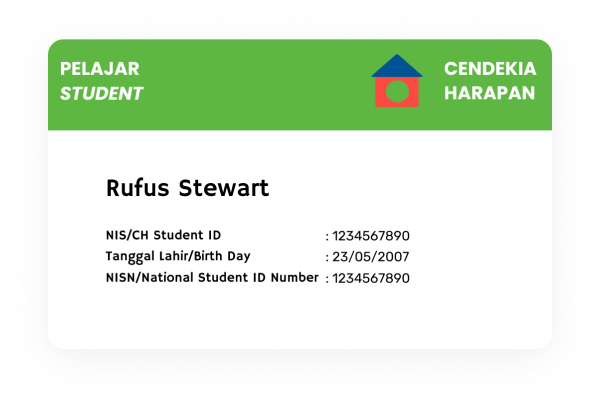 PELAJAR
STUDENT
CENDEKIA
HARAPAN
Rufus Stewart
NIS/CH Student ID : 1234567890
Tanggal Lahir/Birth Day : 23/05/2007
NISN/National Student ID Number : 1234567890